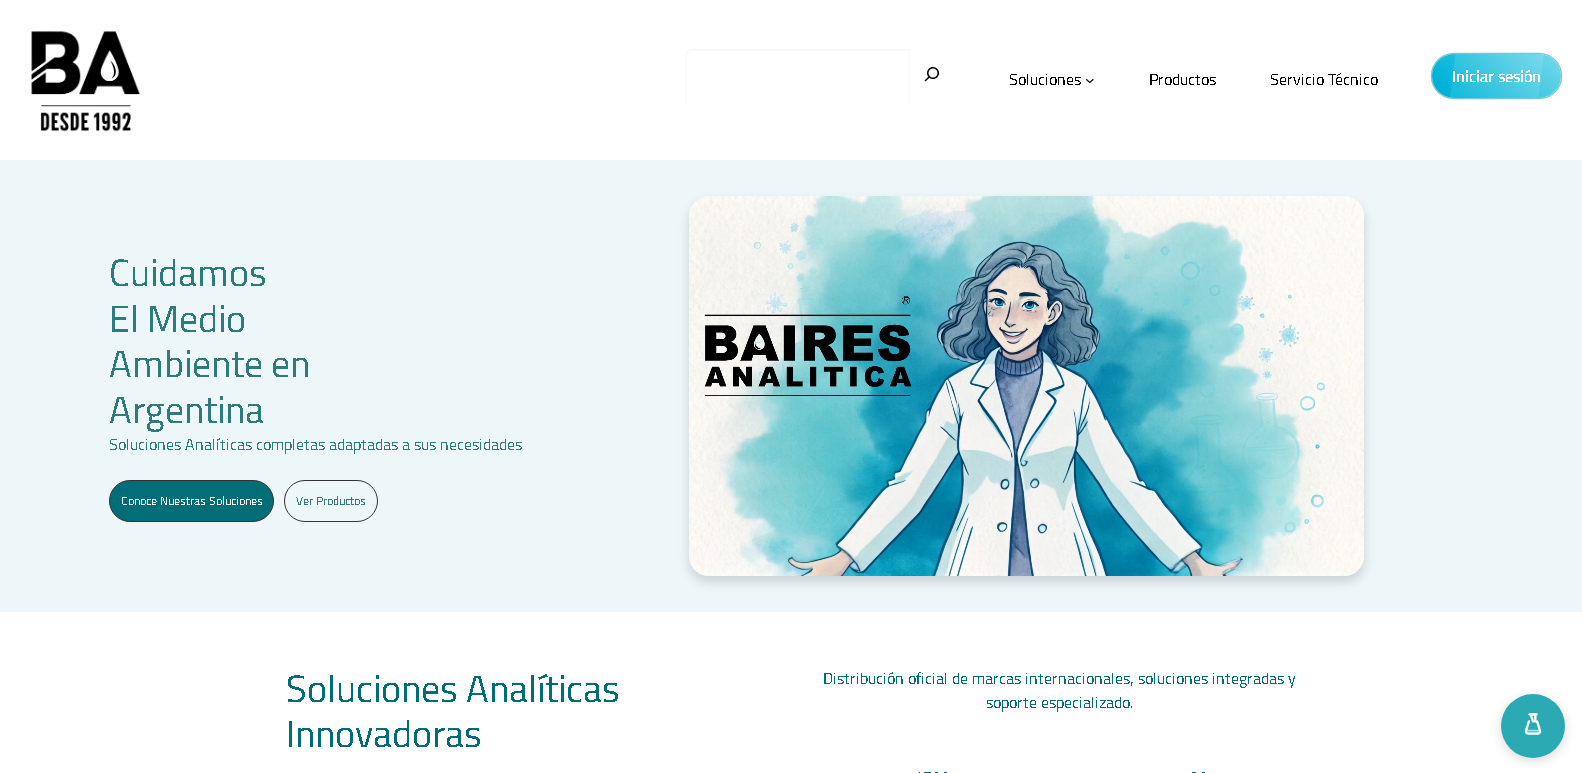 BA
DESDE 1992
Soluciones
Productos
Servicio Técnico
Iniciar sesión
Cuidamos
El Medio
Ambiente en
Argentina
Soluciones Analíticas completas adaptadas a sus necesidades
Conoce Nuestras Soluciones
Ver Productos
®
BAIRES
ANALITICA
Soluciones Analíticas
Innovadoras
Distribución oficial de marcas internacionales, soluciones integradas y
soporte especializado.